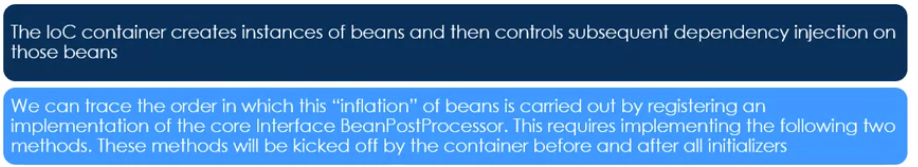 The IoC container creates instances of beans and then controls subsequent dependency injection on
those beans
We can trace the order in which this “inflation” of beans is carried out by registering an
implementation of the core Interface BeanPostProcessor. This requires implementing the following two
methods. These methods will be kicked off by the container before and after all initializers